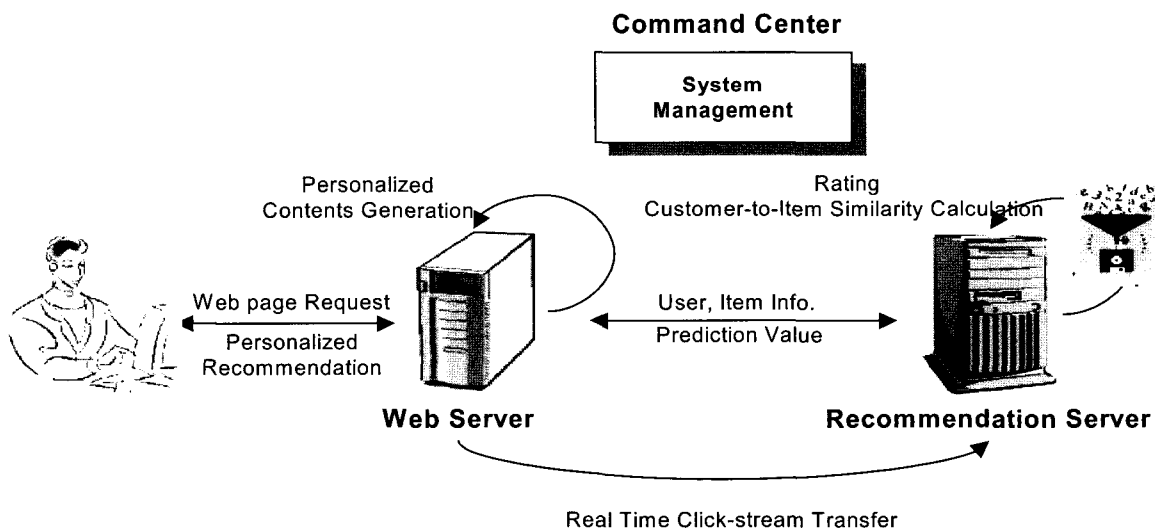 Command Center
System
Management
Personalized
Contents Generation
Rating
Customer-to-Item Similarity Calculation
Web page Request
Personalized
Recommendation
User, Item Info.
Prediction Value
Web Server
Recommendation Server
Real Time Click-stream Transfer